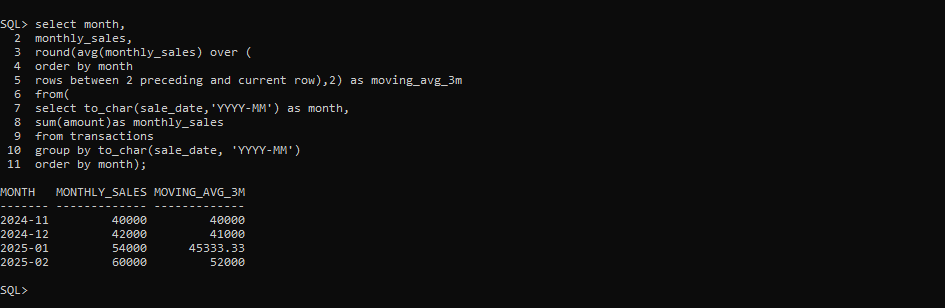 SQL> select month,
  2  monthly_sales,
  3  round(avg(monthly_sales) over (
  4  order by month
  5  rows between 2 preceding and current row),2) as moving_avg_3m
  6  from(
  7  select to_char(sale_date,'YYYY-MM') as month,
  8  sum(amount)as monthly_sales
  9  from transactions
 10  group by to_char(sale_date, 'YYYY-MM')
 11  order by month);
MONTH   MONTHLY_SALES MOVING_AVG_3M
------- ------------- -------------
2024-11         40000         40000
2024-12         42000         41000
2025-01         54000      45333.33
2025-02         60000         52000
SQL>